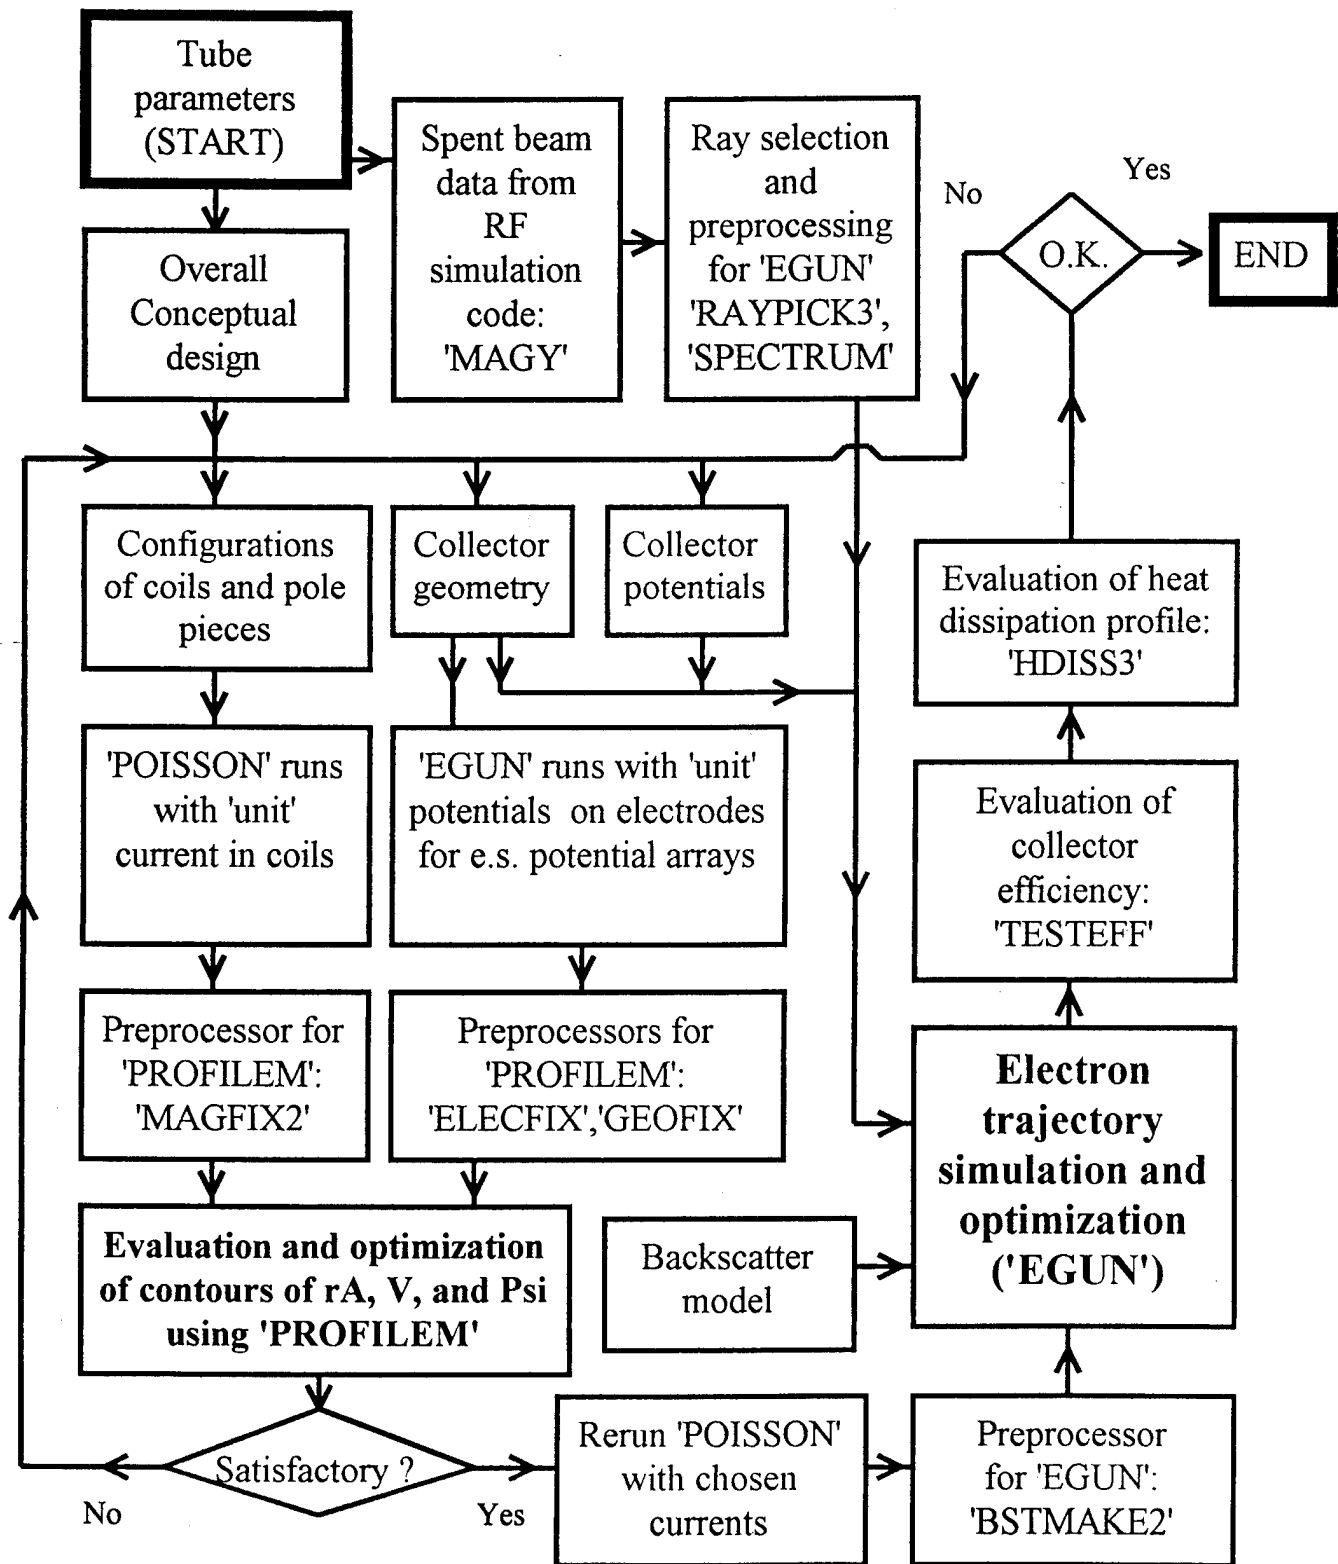 Tube
parameters
(START)
Spent beam
data from
RF
simulation
code:
'MAGY'
Ray selection
and
preprocessing
for 'EGUN'
'RAYPICK3',
'SPECTRUM'
No
Yes
O.K.
END
Overall
Conceptual
design
Configurations
of coils and pole
pieces
Collector
geometry
Collector
potentials
Evaluation of heat
dissipation profile:
'HDISS3'
'POISSON' runs
with 'unit'
current in coils
'EGUN' runs with 'unit'
potentials on electrodes
for e.s. potential arrays
Evaluation of
collector
efficiency:
'TESTEFF'
Preprocessor for
'PROFILEM':
'MAGFIX2'
Preprocessors for
'PROFILEM':
'ELECFIX','GEOFIX'
Electron
trajectory
simulation and
optimization
('EGUN')
Evaluation and optimization
of contours of rA, V, and Psi
using 'PROFILEM'
Backscatter
model
Satisfactory ?
No
Yes
Rerun 'POISSON'
with chosen
currents
Preprocessor
for 'EGUN':
'BSTMAKE2'